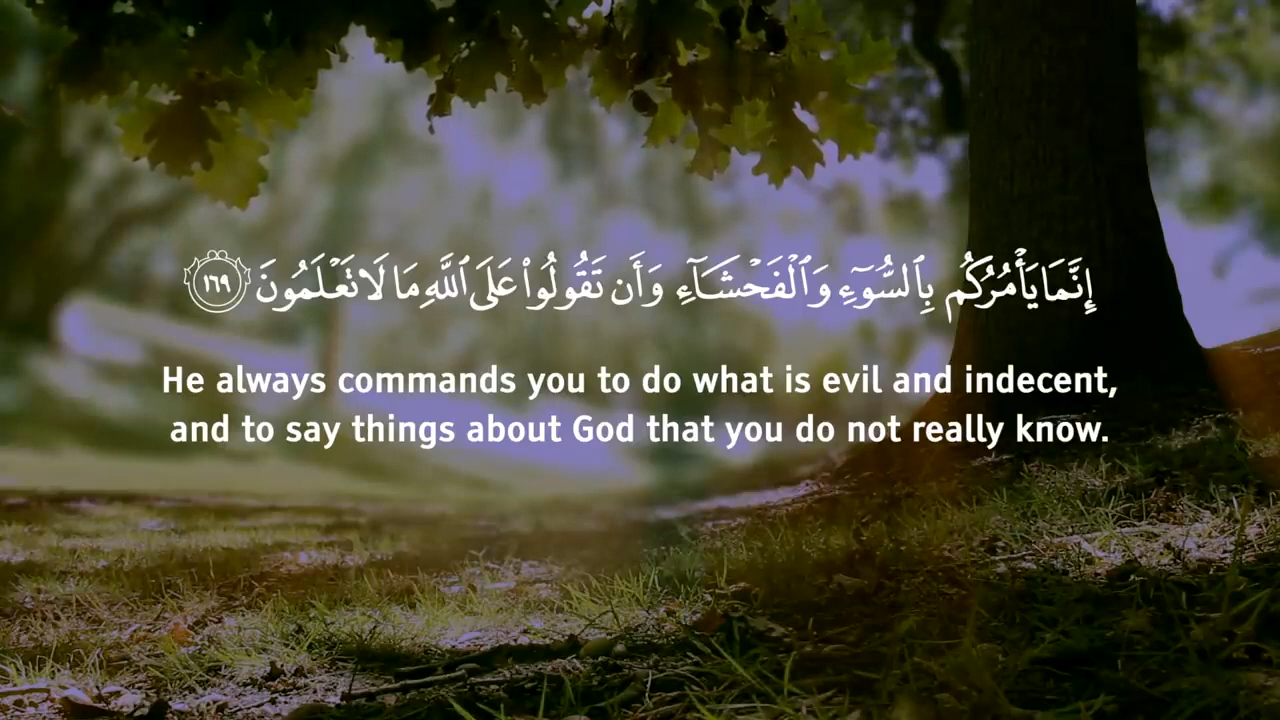 إِنَّمَا يَأْمُرُكُم بِٱلسُّوٓءِ وَٱلْفَحْشَآءِ وَأَن تَقُولُوا۟ عَلَى ٱللَّهِ مَا لَا تَعْلَمُونَ ١٦٩
He always commands you to do what is evil and indecent,
and to say things about God that you do not really know.